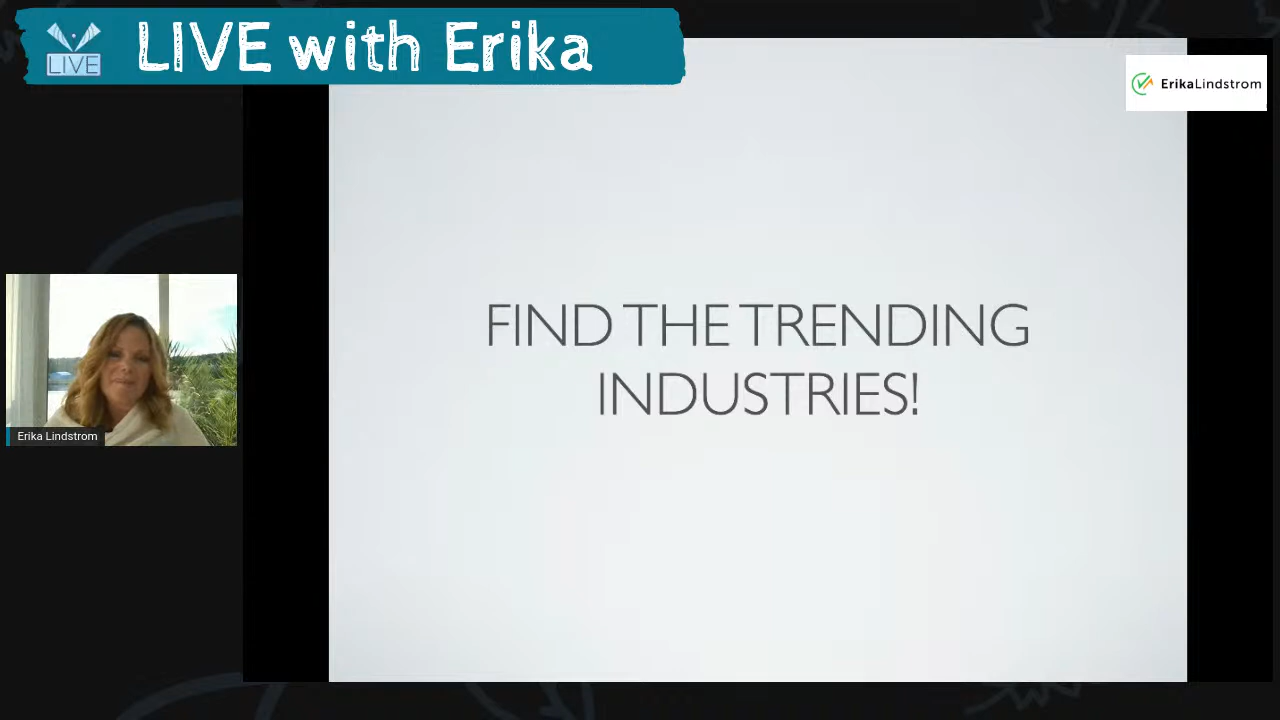 LIVE
LIVE with Erika
ErikaLindstrom
FIND THE TRENDING
INDUSTRIES!
Erika Lindstrom